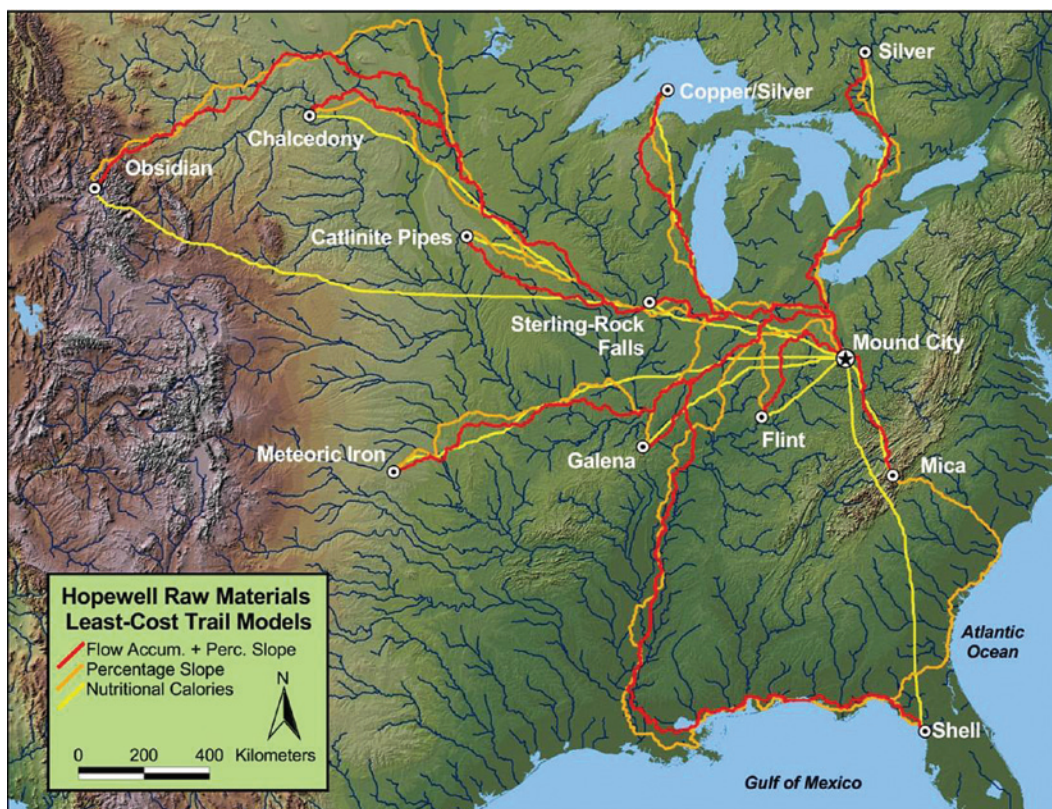 Silver
Copper/Silver
Chalcedony
Obsidian
Catlinite Pipes
Sterling-Rock
Falls
Mound City
Meteoric Iron
Galena
Flint
Mica
Hopewell Raw Materials
Least-Cost Trail Models
Flow Accum. + Perc. Slope
Percentage Slope
Nutritional Calories
N
0 200 400 Kilometers
Atlantic
Ocean
Shell
Gulf of Mexico